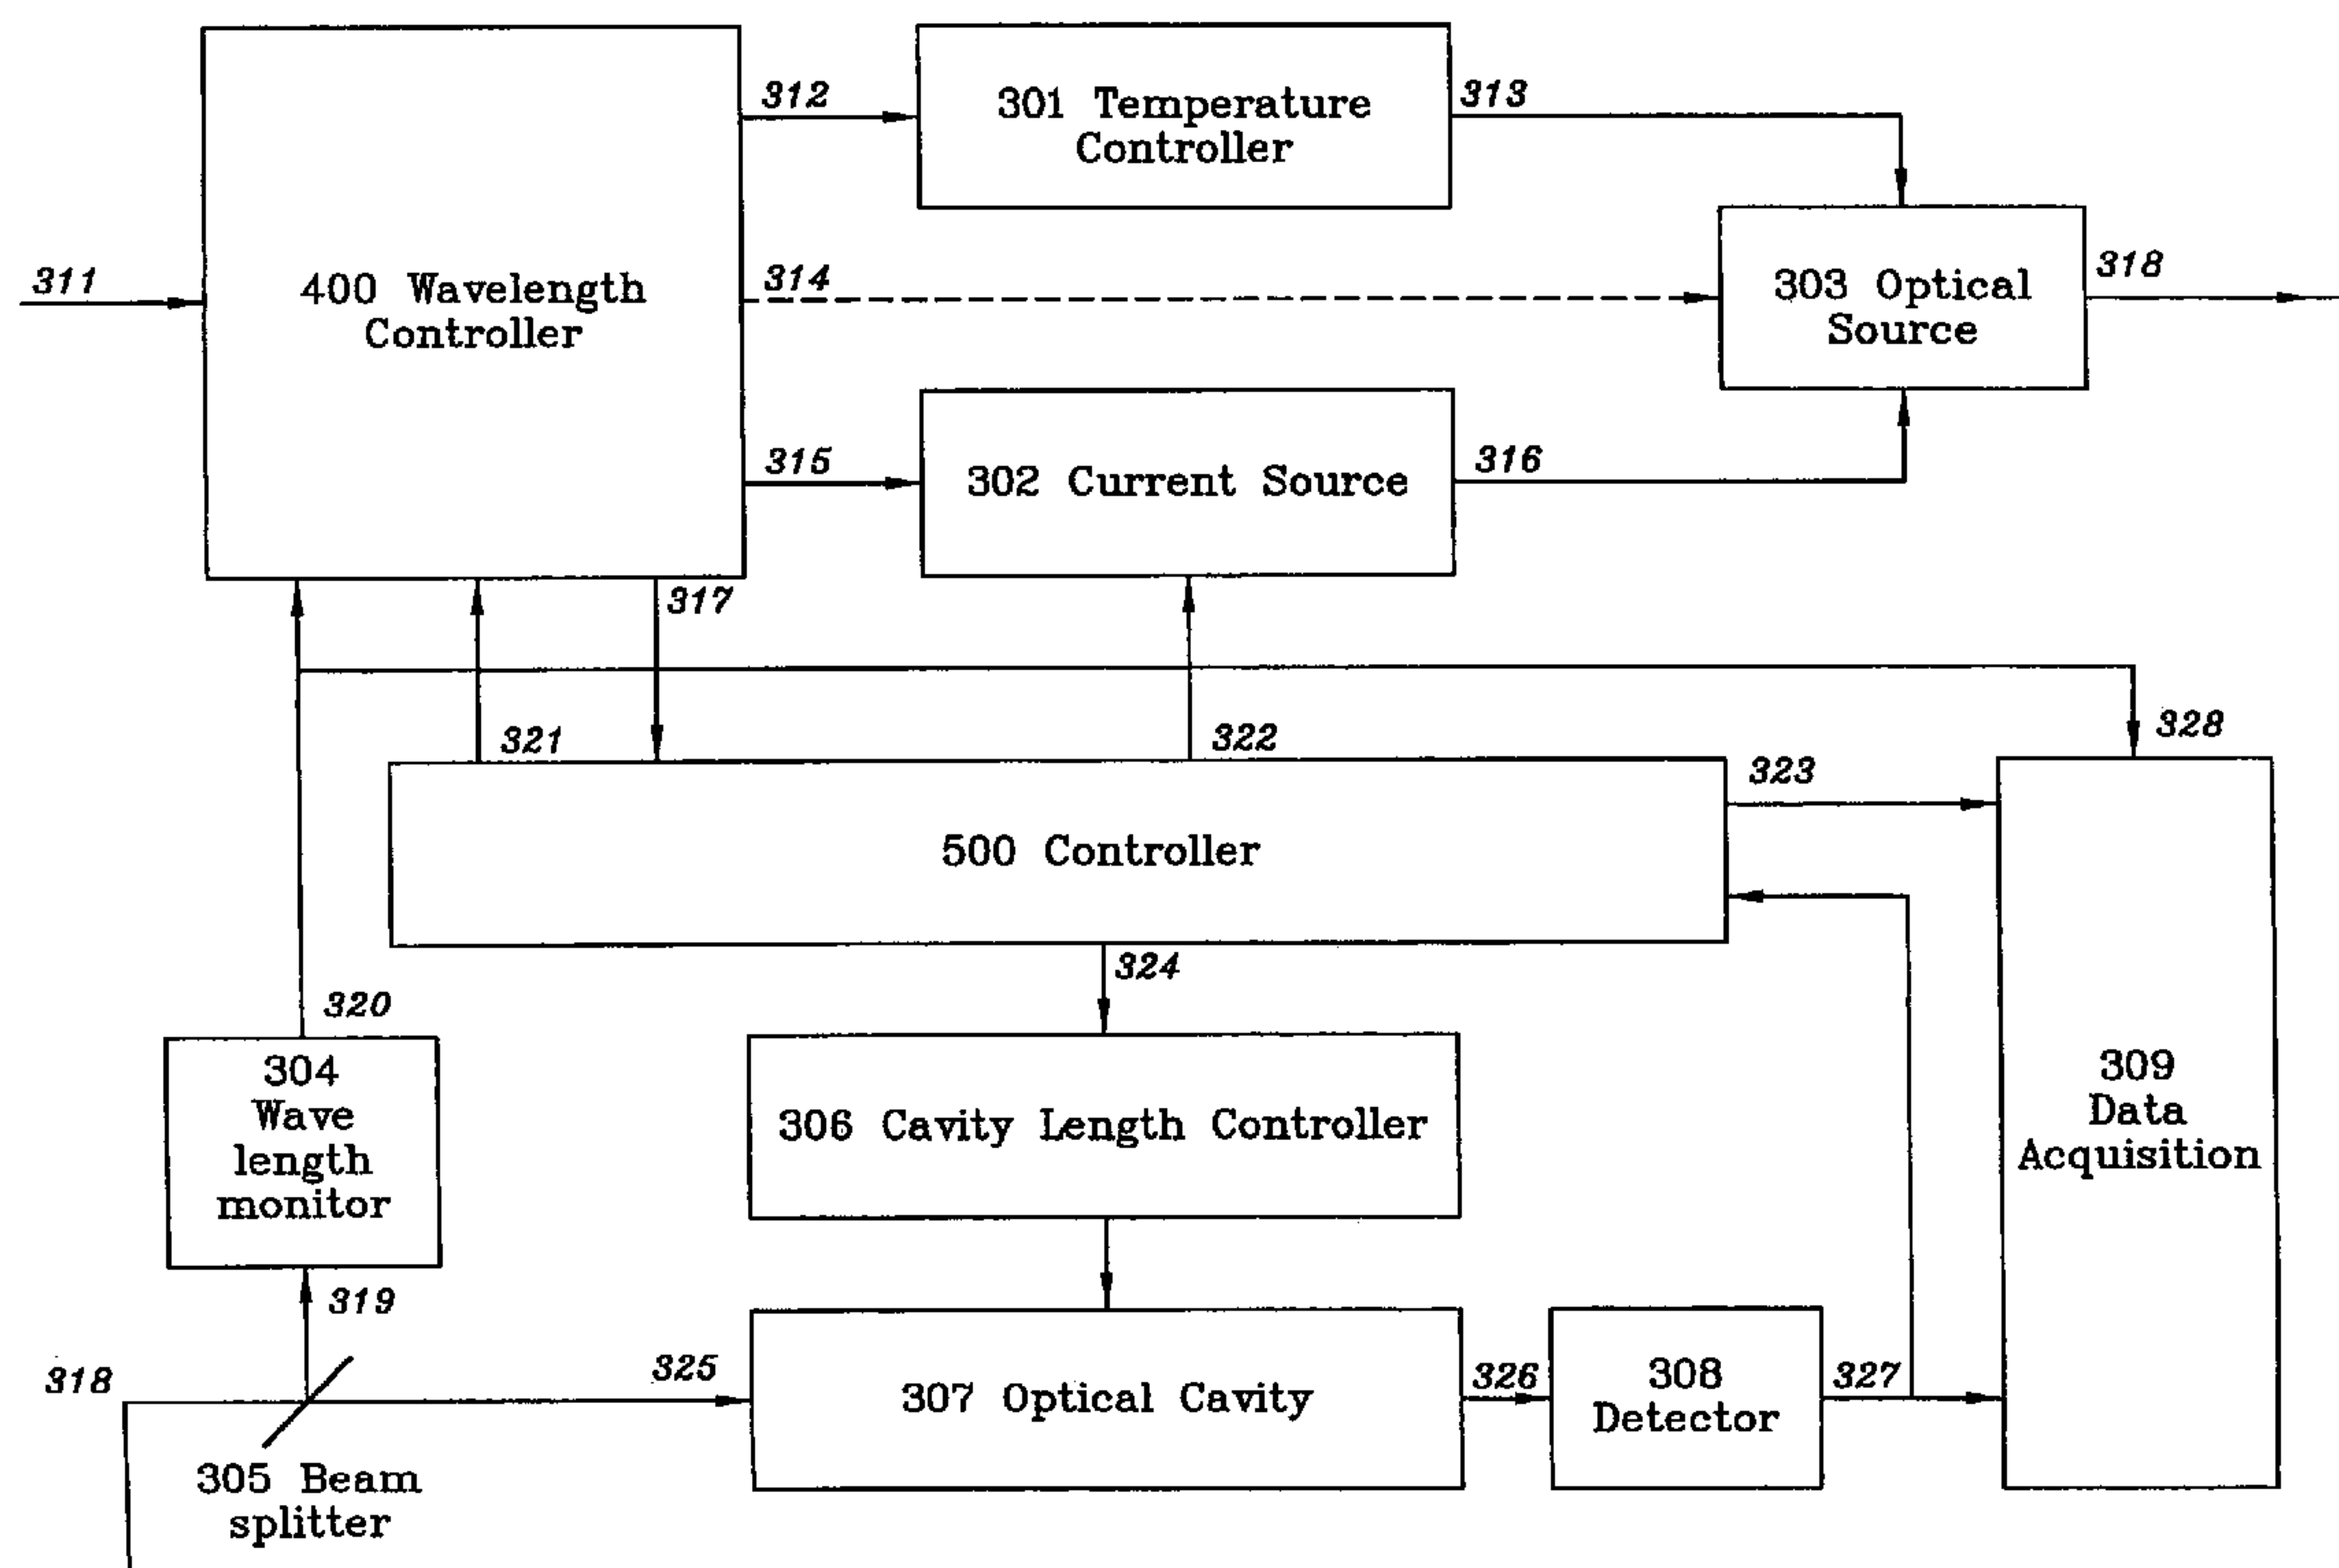 312
301 Temperature
Controller
313
311
400 Wavelength
Controller
314
303 Optical
Source
318
315
302 Current Source
316
317
321
322
328
323
500 Controller
324
320
304
Wave
length
monitor
306 Cavity Length Controller
309
Data
Acquisition
319
318
325
307 Optical Cavity
326
308
Detector
327
305 Beam
splitter